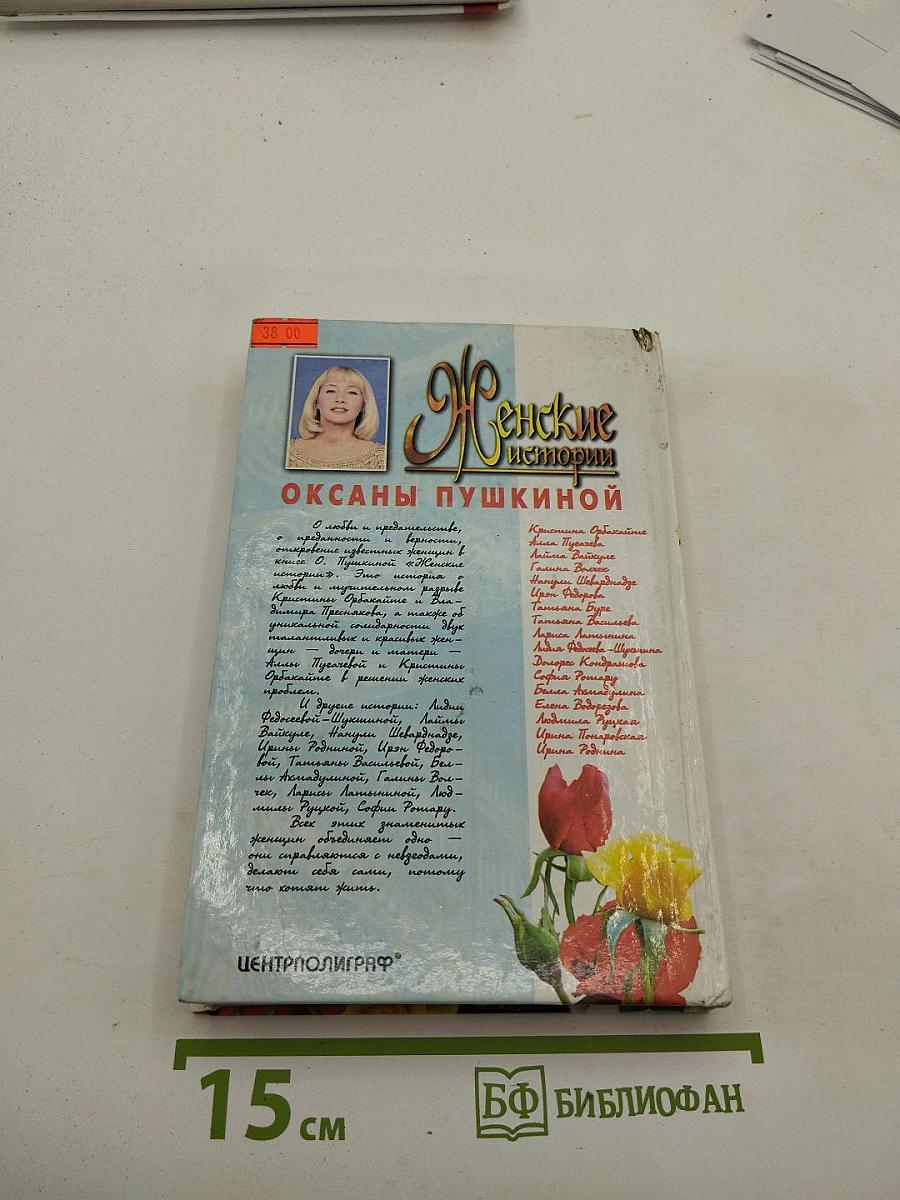 38 00
Женские
истории
ОКСАНЫ ПУШКИНОЙ
О любви и предательстве,
о преданности и верности,
откровение известных женщин в
книге О. Пушкиной «Женские
истории». Это история о
любви и мучительном разрыве
Кристины Орбакайте и Вла-
димира Преснякова, а также об
уникальной солидарности двух
талантливых и красивых жен-
щин — дочери и матери —
Аллы Пугачевой и Кристины
Орбакайте в решении женских
проблем.
И другие истории: Лидии
Федосеевой-Шукшиной, Лаймы
Вайкуле, Нанули Шеварднадзе,
Ирины Родниной, Ирэн Федоро-
вой, Татьяны Васильевой, Бел-
лы Ахмадулиной, Галины Вол-
чек, Ларисы Латыниной, Люд-
милы Руцкой, Софии Ротару.
Всех этих знаменитых
женщин объединяет одно —
они справляются с невзгодами,
делают себя сами, потому
что хотят жить.
Кристина Орбакайте
Алла Пугачева
Лайма Вайкуле
Галина Волчек
Нанули Шеварднадзе
Ирэн Федорова
Татьяна Буре
Татьяна Васильева
Лариса Латынина
Лидия Федосеева-Шукшина
Долорес Кондрашова
София Ротару
Белла Ахмадулина
Елена Водорезова
Людмила Руцкая
Ирина Понаровская
Ирина Роднина
ЦЕНТРПОЛИГРАФ®
15 см
БФ БИБЛИОФАН